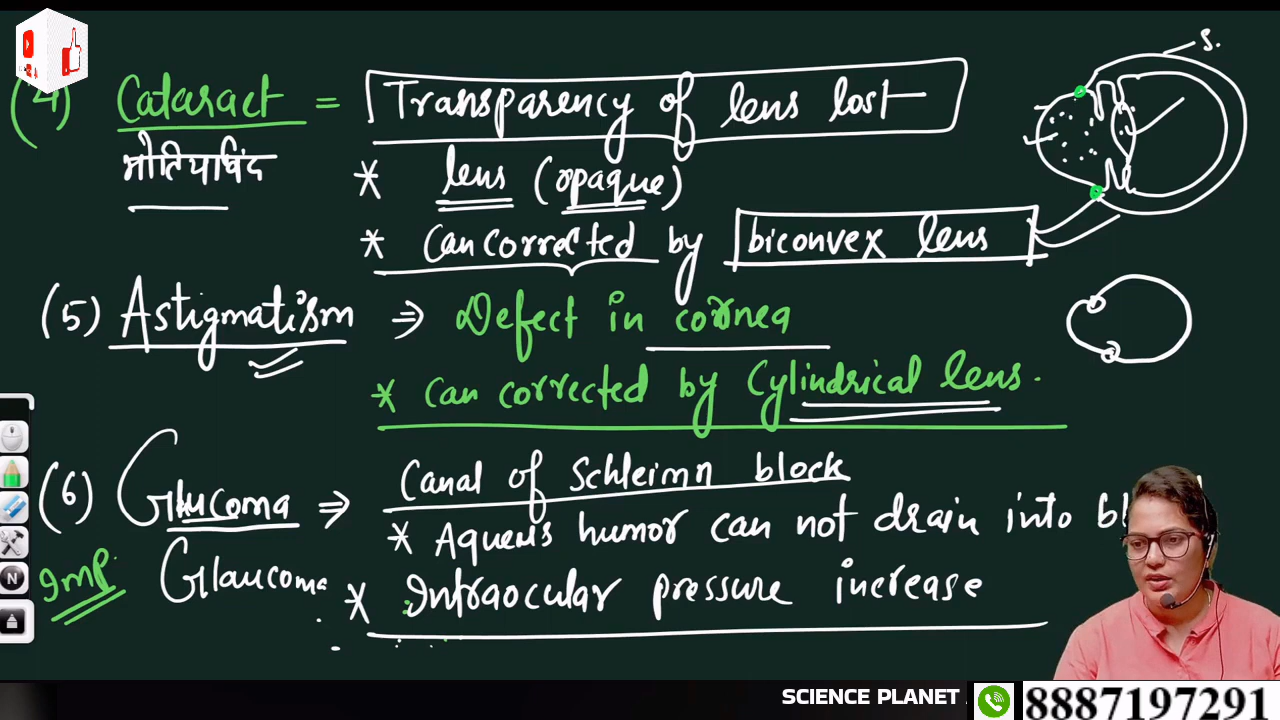 (4) Cataract = Transparency of lens lost
मोतियाबिंद
* lens (opaque)
* Can corrected by biconvex lens
S.
(5) Astigmatism ⇒ Defect in cornea
* Can corrected by Cylindrical lens.
(6) Glucoma ⇒ Canal of Schleimn block
* Aqueus humor can not drain into
Imp. Glaucoma
* Intraocular pressure increase
N
SCIENCE PLANET
8887197291